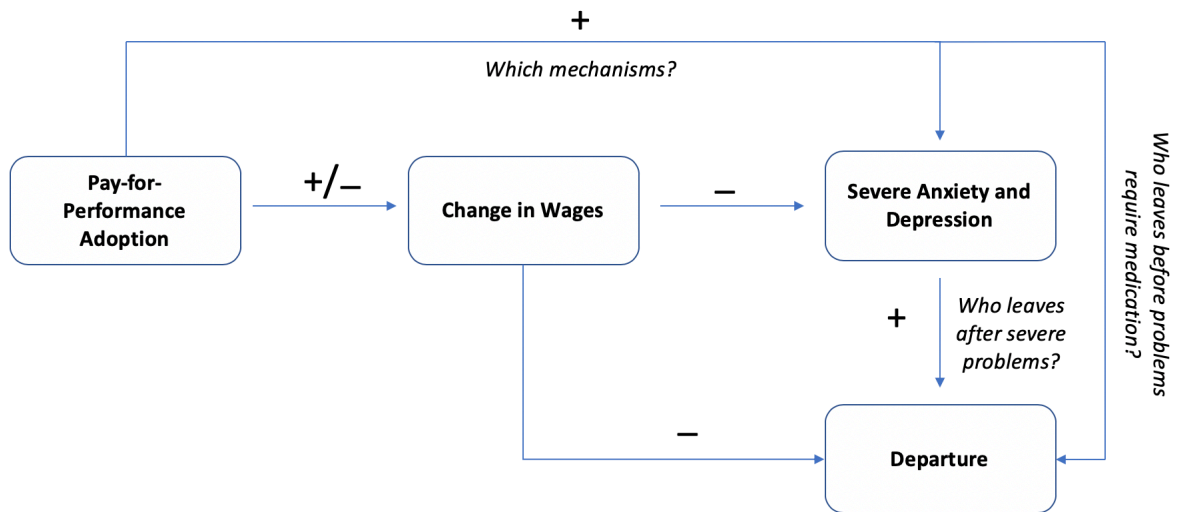 +
Which mechanisms?
Pay-for-
Performance
Adoption
+/–
Change in Wages
–
Severe Anxiety and
Depression
Who leaves before problems
require medication?
+
Who leaves
after severe
problems?
–
Departure